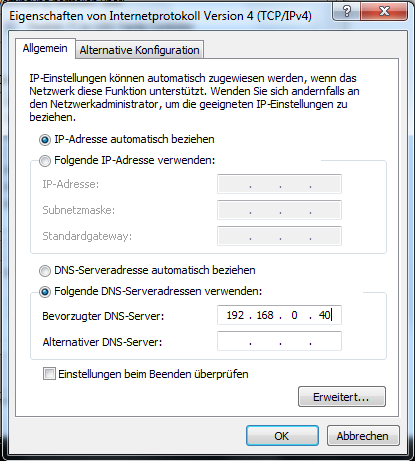 Eigenschaften von Internetprotokoll Version 4 (TCP/IPv4)
Allgemein
Alternative Konfiguration
IP-Einstellungen können automatisch zugewiesen werden, wenn das
Netzwerk diese Funktion unterstützt. Wenden Sie sich andernfalls an
den Netzwerkadministrator, um die geeigneten IP-Einstellungen zu
beziehen.
IP-Adresse automatisch beziehen
Folgende IP-Adresse verwenden:
IP-Adresse: . . .
Subnetzmaske: . . .
Standardgateway: . . .
DNS-Serveradresse automatisch beziehen
Folgende DNS-Serveradressen verwenden:
Bevorzugter DNS-Server: 192 . 168 . 0 . 40
Alternativer DNS-Server: . . .
Einstellungen beim Beenden überprüfen
Erweitert...
OK
Abbrechen